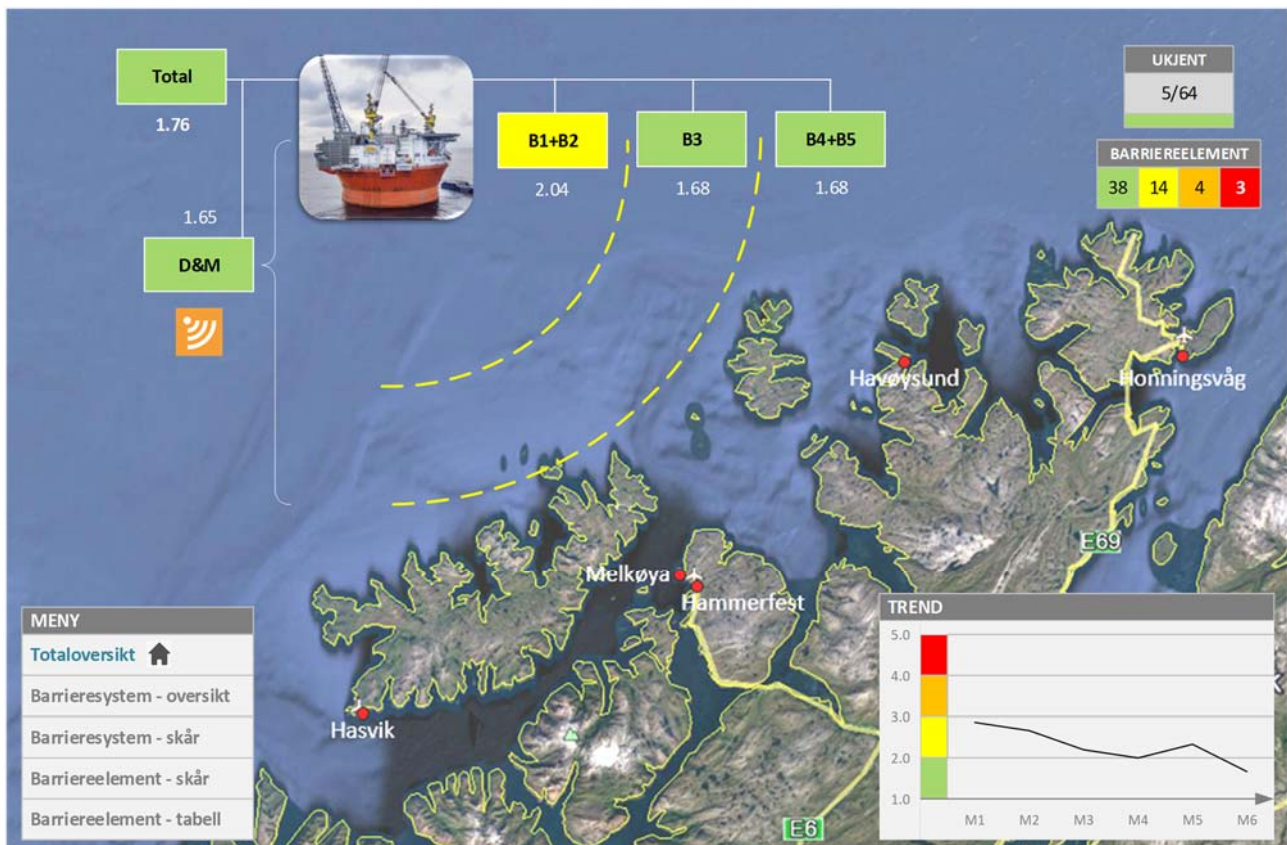 Total
1.76
1.65
D&M
B1+B2
2.04
B3
1.68
B4+B5
1.68
UKJENT
5/64
BARRIEREELEMENT
38 14 4 3
Havøysund
Honningsvåg
E69
Melkøya
Hammerfest
Hasvik
E6
MENY
Totaloversikt
Barrieresystem - oversikt
Barrieresystem - skår
Barriereelement - skår
Barriereelement - tabell
TREND
5.0
4.0
3.0
2.0
1.0
M1 M2 M3 M4 M5 M6